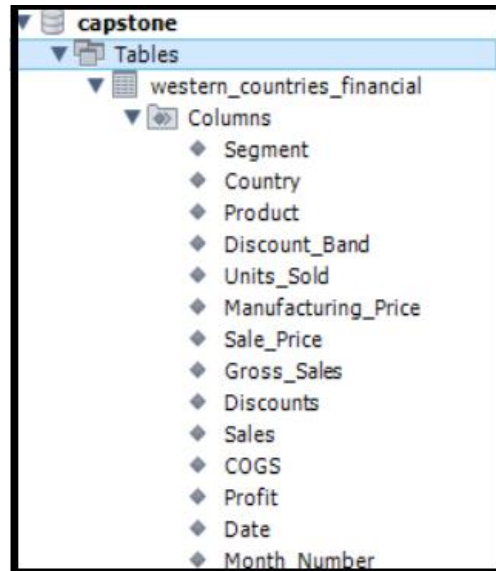 capstone
Tables
western_countries_financial
Columns
Segment
Country
Product
Discount_Band
Units_Sold
Manufacturing_Price
Sale_Price
Gross_Sales
Discounts
Sales
COGS
Profit
Date
Month_Number